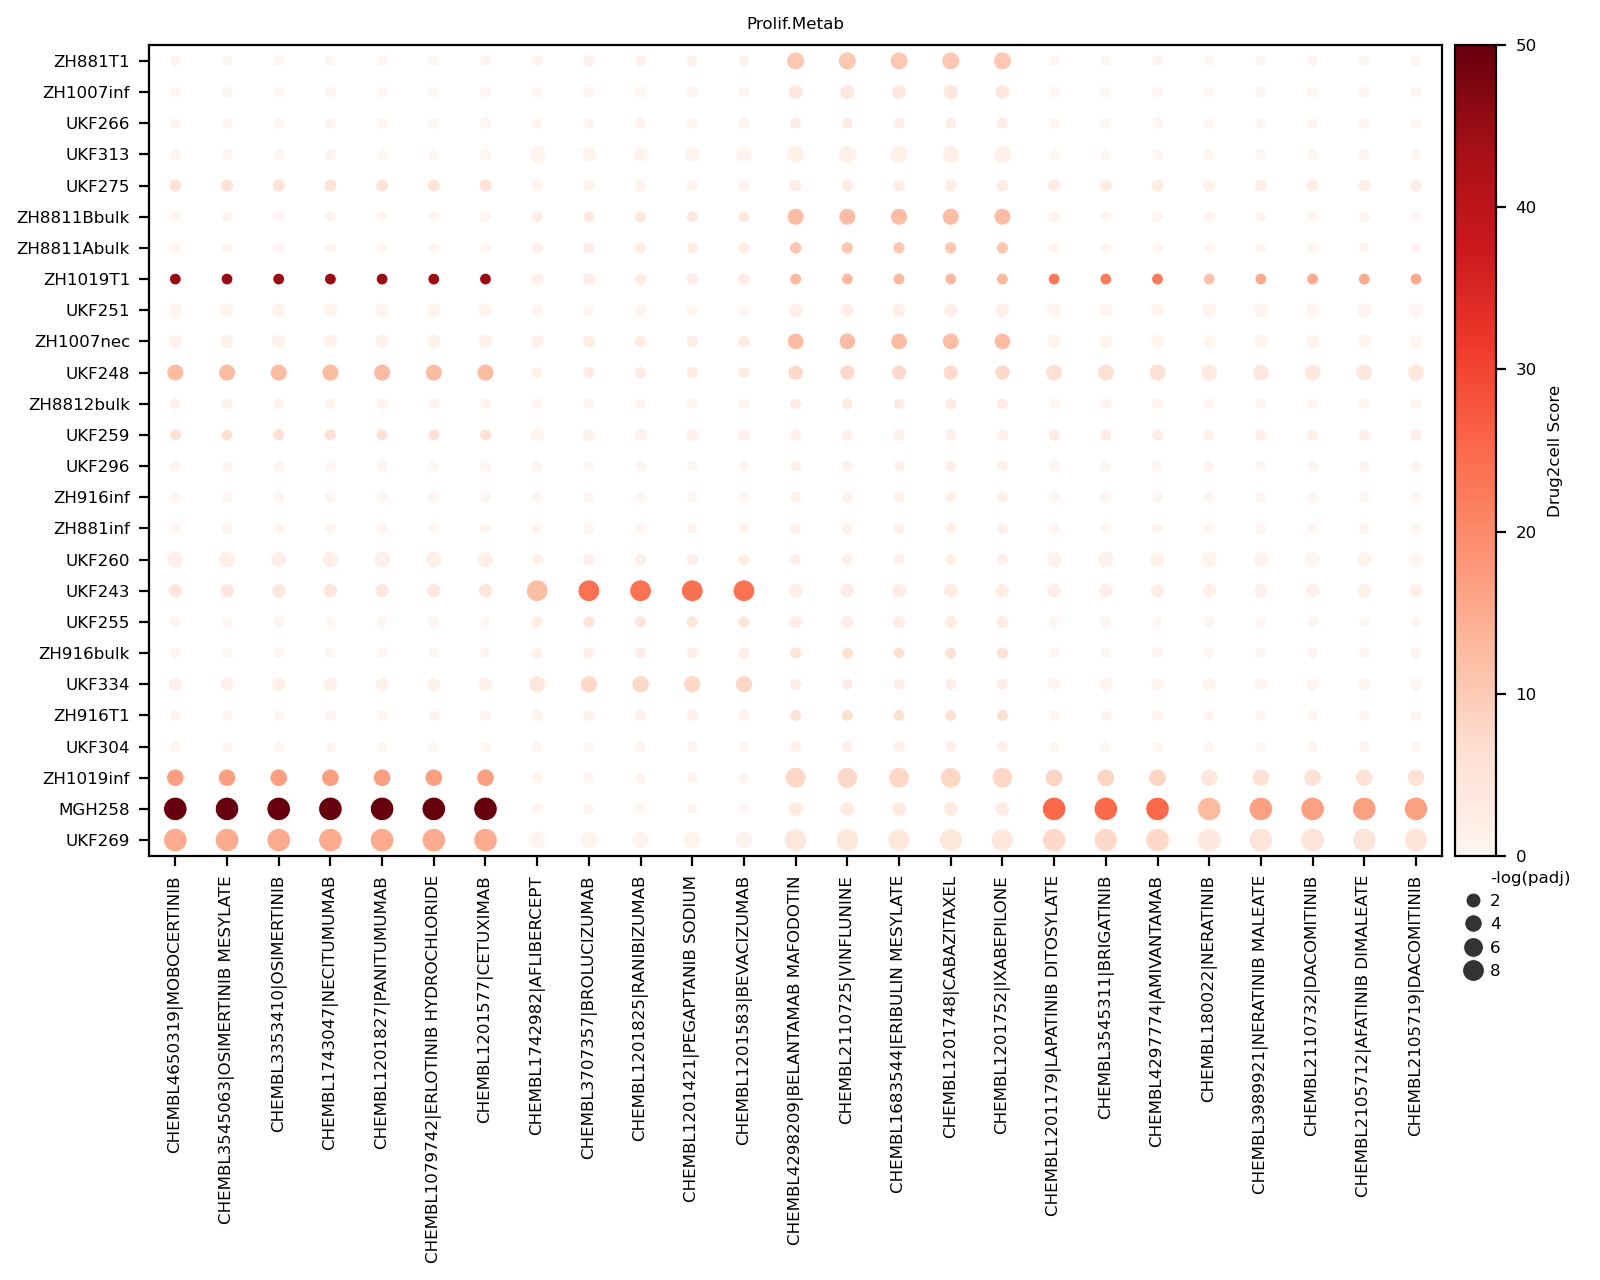 Prolif.Metab
ZH881T1
ZH1007inf
UKF266
UKF313
UKF275
ZH8811Bbulk
ZH8811Abulk
ZH1019T1
UKF251
ZH1007nec
UKF248
ZH8812bulk
UKF259
UKF296
ZH916inf
ZH881inf
UKF260
UKF243
UKF255
ZH916bulk
UKF334
ZH916T1
UKF304
ZH1019inf
MGH258
UKF269
CHEMBL4650319|MOBOCERTINIB
CHEMBL3545063|OSIMERTINIB MESYLATE
CHEMBL3353410|OSIMERTINIB
CHEMBL1743047|NECITUMUMAB
CHEMBL1201827|PANITUMUMAB
CHEMBL1079742|ERLOTINIB HYDROCHLORIDE
CHEMBL1201577|CETUXIMAB
CHEMBL1742982|AFLIBERCEPT
CHEMBL3707357|BROLUCIZUMAB
CHEMBL1201825|RANIBIZUMAB
CHEMBL1201421|PEGAPTANIB SODIUM
CHEMBL1201583|BEVACIZUMAB
CHEMBL4298209|BELANTAMAB MAFODOTIN
CHEMBL2110725|VINFLUNINE
CHEMBL1683544|ERIBULIN MESYLATE
CHEMBL1201748|CABAZITAXEL
CHEMBL1201752|IXABEPILONE
CHEMBL1201179|LAPATINIB DITOSYLATE
CHEMBL3545311|BRIGATINIB
CHEMBL4297774|AMIVANTAMAB
CHEMBL180022|NERATINIB
CHEMBL3989921|NERATINIB MALEATE
CHEMBL2110732|DACOMITINIB
CHEMBL2105712|AFATINIB DIMALEATE
CHEMBL2105719|DACOMITINIB
50
40
30
20
10
0
Drug2cell Score
-log(padj)
2
4
6
8